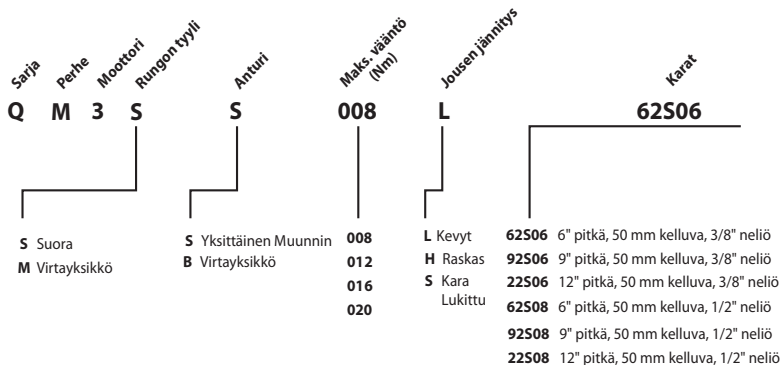 Sarja Perhe Moottori Rungon tyyli Anturi Maks. vääntö (Nm) Jousen jännitys Karat
Q M 3 S S 008 L 62S06
S Suora
M Virtayksikkö
S Yksittäinen Muunnin
B Virtayksikkö
008
012
016
020
L Kevyt
H Raskas
S Kara
Lukittu
62S06 6" pitkä, 50 mm kelluva, 3/8" neliö
92S06 9" pitkä, 50 mm kelluva, 3/8" neliö
22S06 12" pitkä, 50 mm kelluva, 3/8" neliö
62S08 6" pitkä, 50 mm kelluva, 1/2" neliö
92S08 9" pitkä, 50 mm kelluva, 1/2" neliö
22S08 12" pitkä, 50 mm kelluva, 1/2" neliö